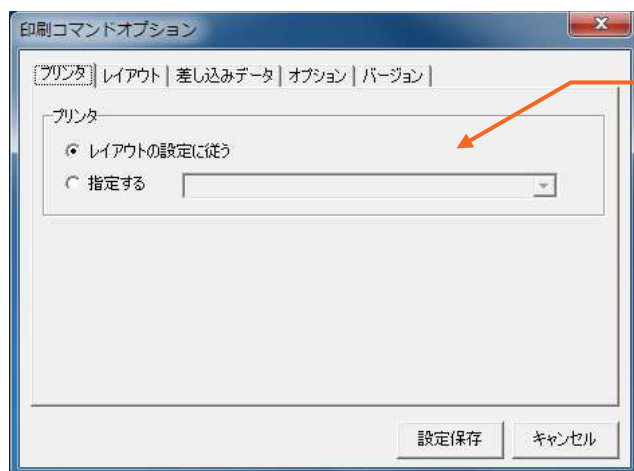 印刷コマンドオプション
プリンタ レイアウト 差し込みデータ オプション バージョン
プリンタ
レイアウトの設定に従う
指定する
設定保存 キャンセル